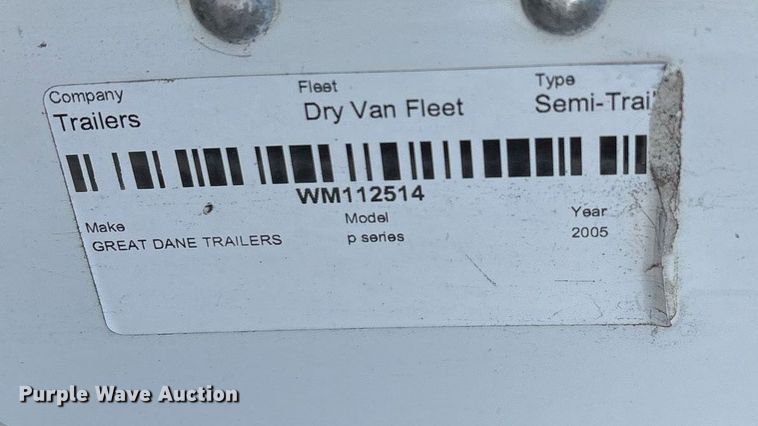 Company Fleet Type
Trailers Dry Van Fleet Semi-Trail
WM112514
Make Model Year
GREAT DANE TRAILERS p series 2005
Purple Wave Auction